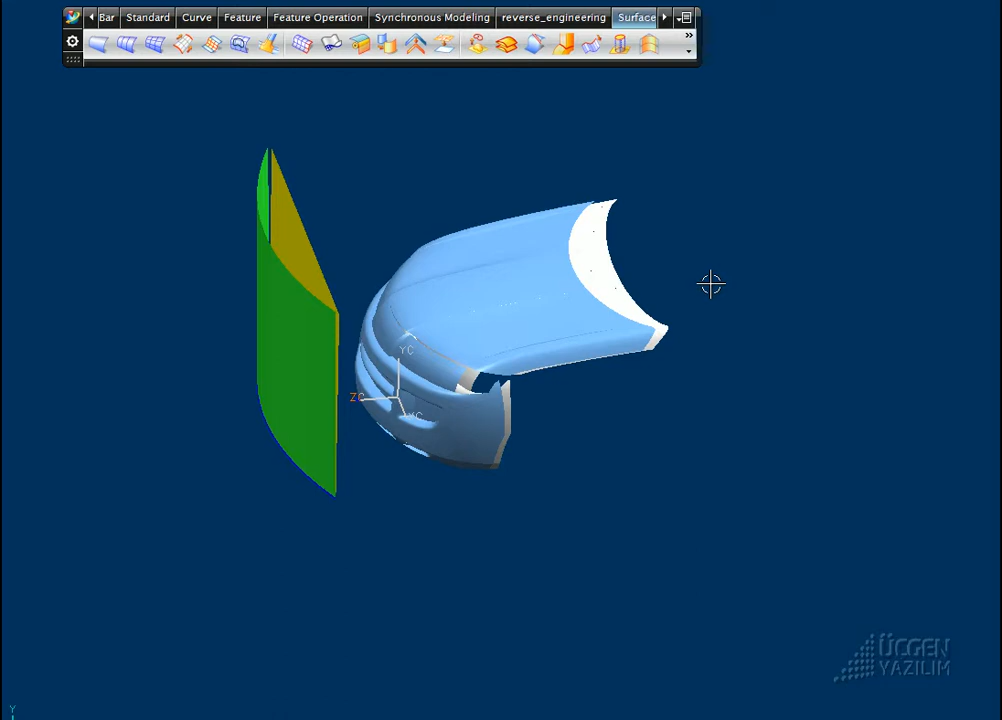 Bar Standard Curve Feature Feature Operation Synchronous Modeling reverse_engineering Surface
YC
ZC
XC
ÜÇGEN
YAZILIM
Y